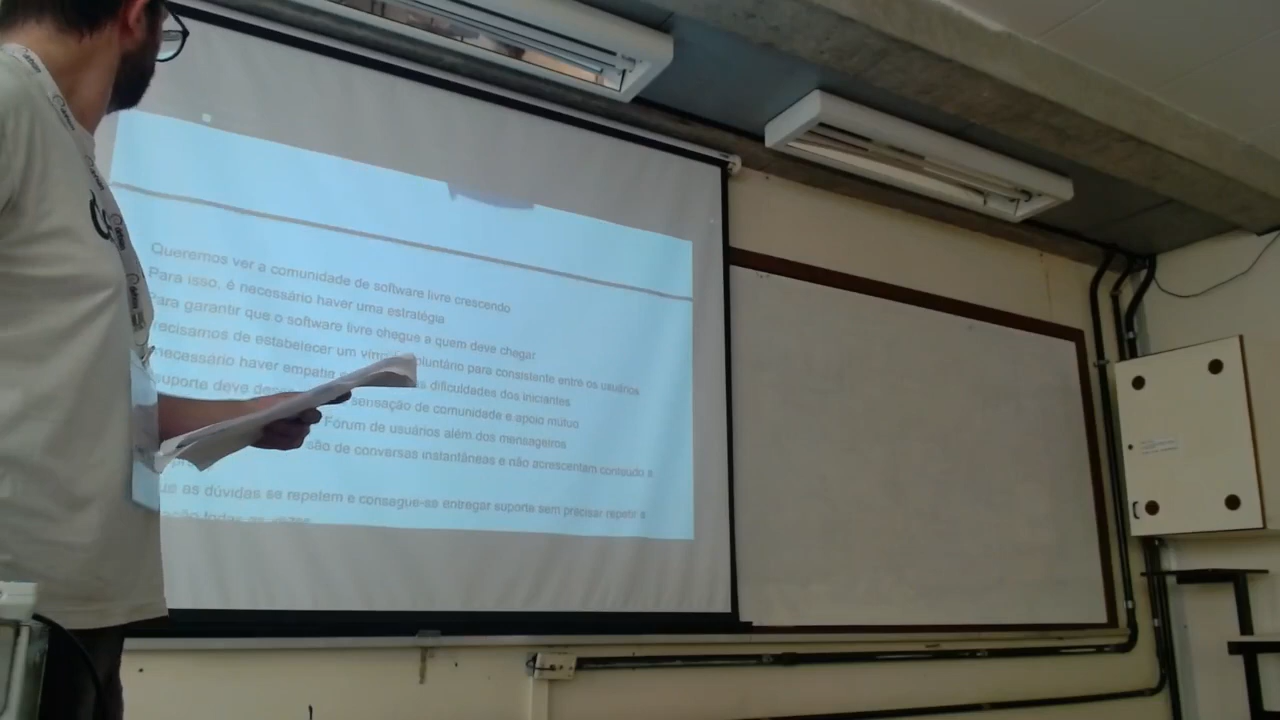 Queremos ver a comunidade de software livre crescendo
Para isso, é necessário haver uma estratégia
Para garantir que o software livre chegue a quem deve chegar
recisamos de estabelecer um voluntário para consistente entre os usuários
necessário haver empatia dificuldades dos iniciantes
suporte deve sensação de comunidade e apoio mútuo
Fórum de usuários além dos mensageiros
são de conversas instantâneas e não acrescentam conteúdo a
ue as dúvidas se repetem e consegue-se entregar suporte sem precisar repetir a